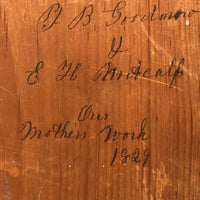 Y B Goodnow
&
E H Metcalf
Our
Mothers Work
1829